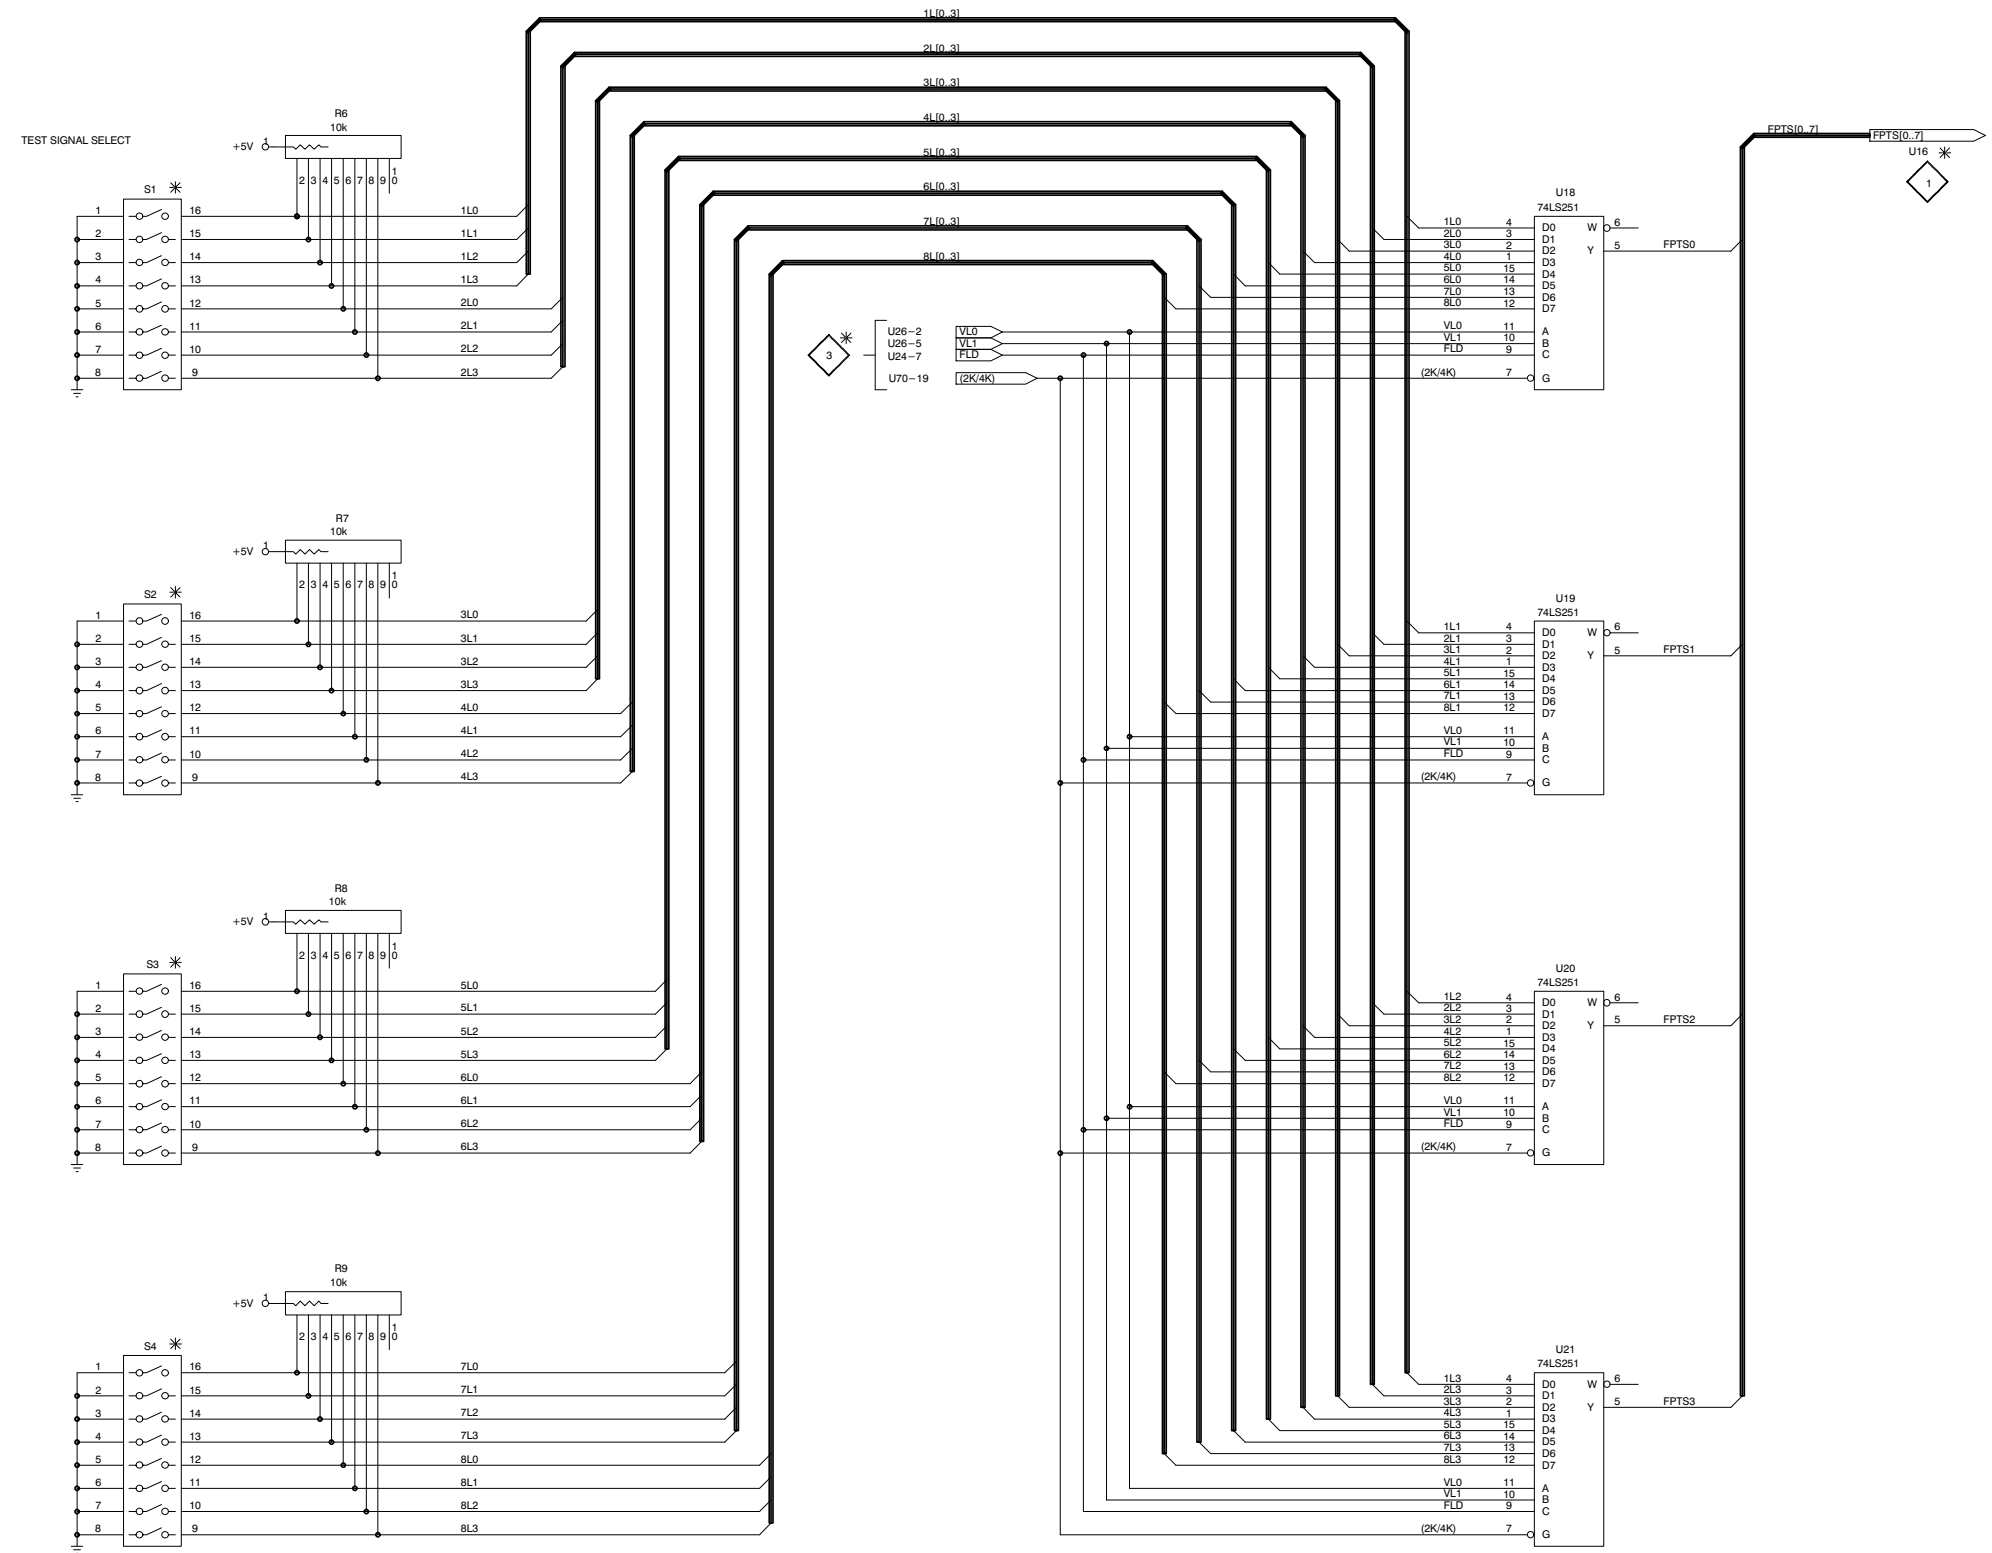 1L[0..3]
2L[0..3]
3L[0..3]
4L[0..3]
5L[0..3]
6L[0..3]
7L[0..3]
8L[0..3]
TEST SIGNAL SELECT
R6
10k
+5V 1
2 3 4 5 6 7 8 9 10
S1
1 16 1L0
2 15 1L1
3 14 1L2
4 13 1L3
5 12 2L0
6 11 2L1
7 10 2L2
8 9 2L3
R7
10k
+5V 1
2 3 4 5 6 7 8 9 10
S2
1 16 3L0
2 15 3L1
3 14 3L2
4 13 3L3
5 12 4L0
6 11 4L1
7 10 4L2
8 9 4L3
R8
10k
+5V 1
2 3 4 5 6 7 8 9 10
S3
1 16 5L0
2 15 5L1
3 14 5L2
4 13 5L3
5 12 6L0
6 11 6L1
7 10 6L2
8 9 6L3
R9
10k
+5V 1
2 3 4 5 6 7 8 9 10
S4
1 16 7L0
2 15 7L1
3 14 7L2
4 13 7L3
5 12 8L0
6 11 8L1
7 10 8L2
8 9 8L3
3
U26-2 VL0
U26-5 VL1
U24-7 FLD
U70-19 (2K/4K)
U18
74LS251
1L0 4 D0 W 6
2L0 3 D1
3L0 2 D2 Y 5 FPTS0
4L0 1 D3
5L0 15 D4
6L0 14 D5
7L0 13 D6
8L0 12 D7
VL0 11 A
VL1 10 B
FLD 9 C
(2K/4K) 7 G
U19
74LS251
1L1 4 D0 W 6
2L1 3 D1
3L1 2 D2 Y 5 FPTS1
4L1 1 D3
5L1 15 D4
6L1 14 D5
7L1 13 D6
8L1 12 D7
VL0 11 A
VL1 10 B
FLD 9 C
(2K/4K) 7 G
U20
74LS251
1L2 4 D0 W 6
2L2 3 D1
3L2 2 D2 Y 5 FPTS2
4L2 1 D3
5L2 15 D4
6L2 14 D5
7L2 13 D6
8L2 12 D7
VL0 11 A
VL1 10 B
FLD 9 C
(2K/4K) 7 G
U21
74LS251
1L3 4 D0 W 6
2L3 3 D1
3L3 2 D2 Y 5 FPTS3
4L3 1 D3
5L3 15 D4
6L3 14 D5
7L3 13 D6
8L3 12 D7
VL0 11 A
VL1 10 B
FLD 9 C
(2K/4K) 7 G
FPTS[0..7] FPTS[0..7]
U16
1